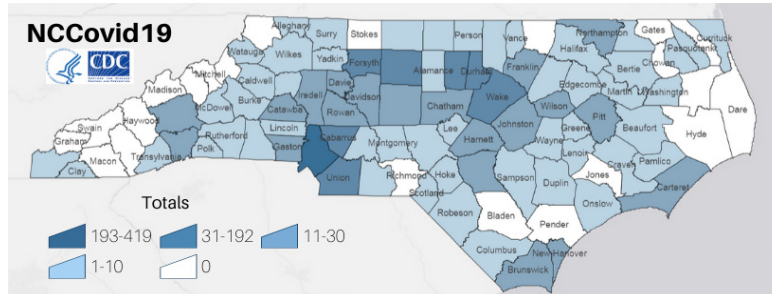 NCCovid19
CDC
Alleghany
Surry
Stokes
Person
Vance
Northampton
Gates
Currituck
Pasquotank
Watauga
Wilkes
Yadkin
Forsyth
Alamance
Durham
Franklin
Halifax
Bertie
Chowan
Mitchell
Caldwell
Davie
Edgecombe
Martin
Washington
Madison
McDowell
Burke
Iredell
Davidson
Wake
Dare
Haywood
Catawba
Rowan
Chatham
Wilson
Pitt
Swain
Rutherford
Lincoln
Johnston
Beaufort
Hyde
Graham
Polk
Gaston
Cabarrus
Montgomery
Lee
Harnett
Wayne
Greene
Macon
Transylvania
Lenoir
Craven
Pamlico
Clay
Union
Richmond
Hoke
Sampson
Duplin
Jones
Carteret
Scotland
Onslow
Robeson
Bladen
Pender
Columbus
New Hanover
Brunswick
Totals
193-419
31-192
11-30
1-10
0